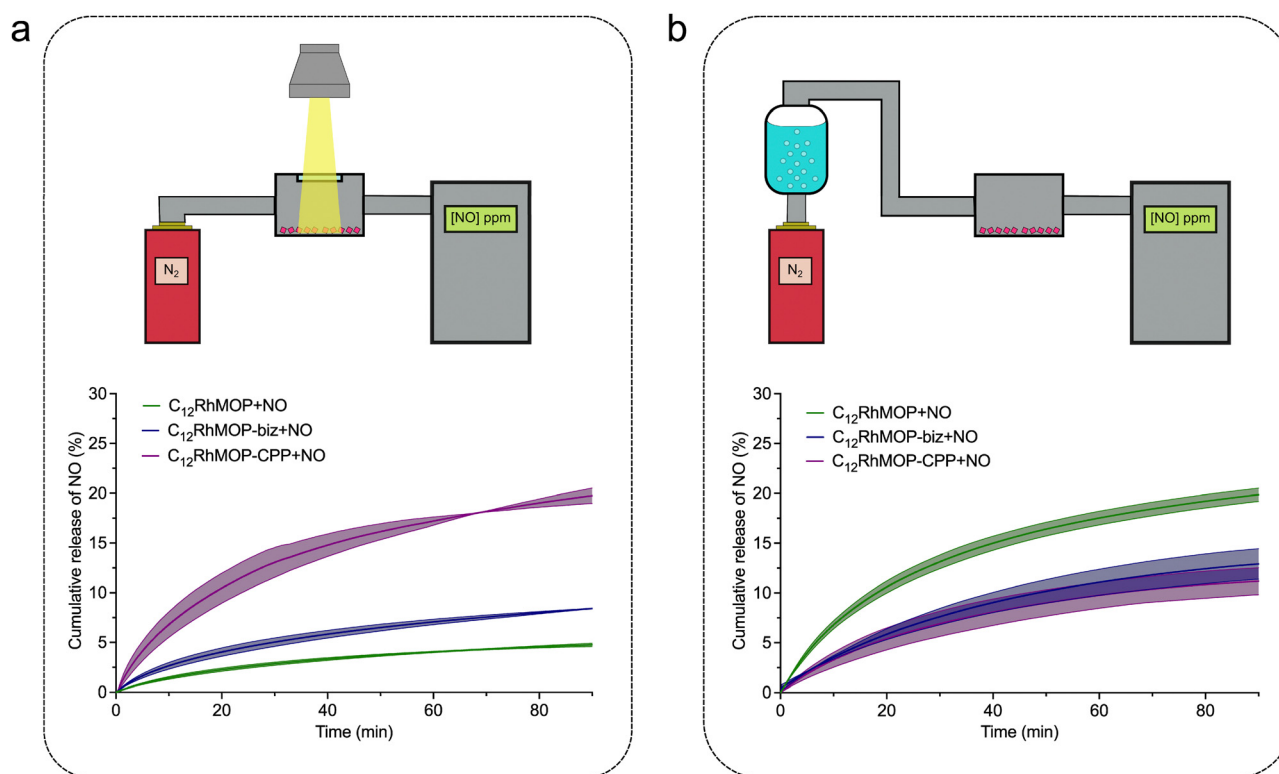 a
[NO] ppm
N₂
30
25
20
15
10
5
0
Cumulative release of NO (%)
C₁₂RhMOP+NO
C₁₂RhMOP-biz+NO
C₁₂RhMOP-CPP+NO
0 20 40 60 80
Time (min)
b
[NO] ppm
N₂
30
25
20
15
10
5
0
Cumulative release of NO (%)
C₁₂RhMOP+NO
C₁₂RhMOP-biz+NO
C₁₂RhMOP-CPP+NO
0 20 40 60 80
Time (min)